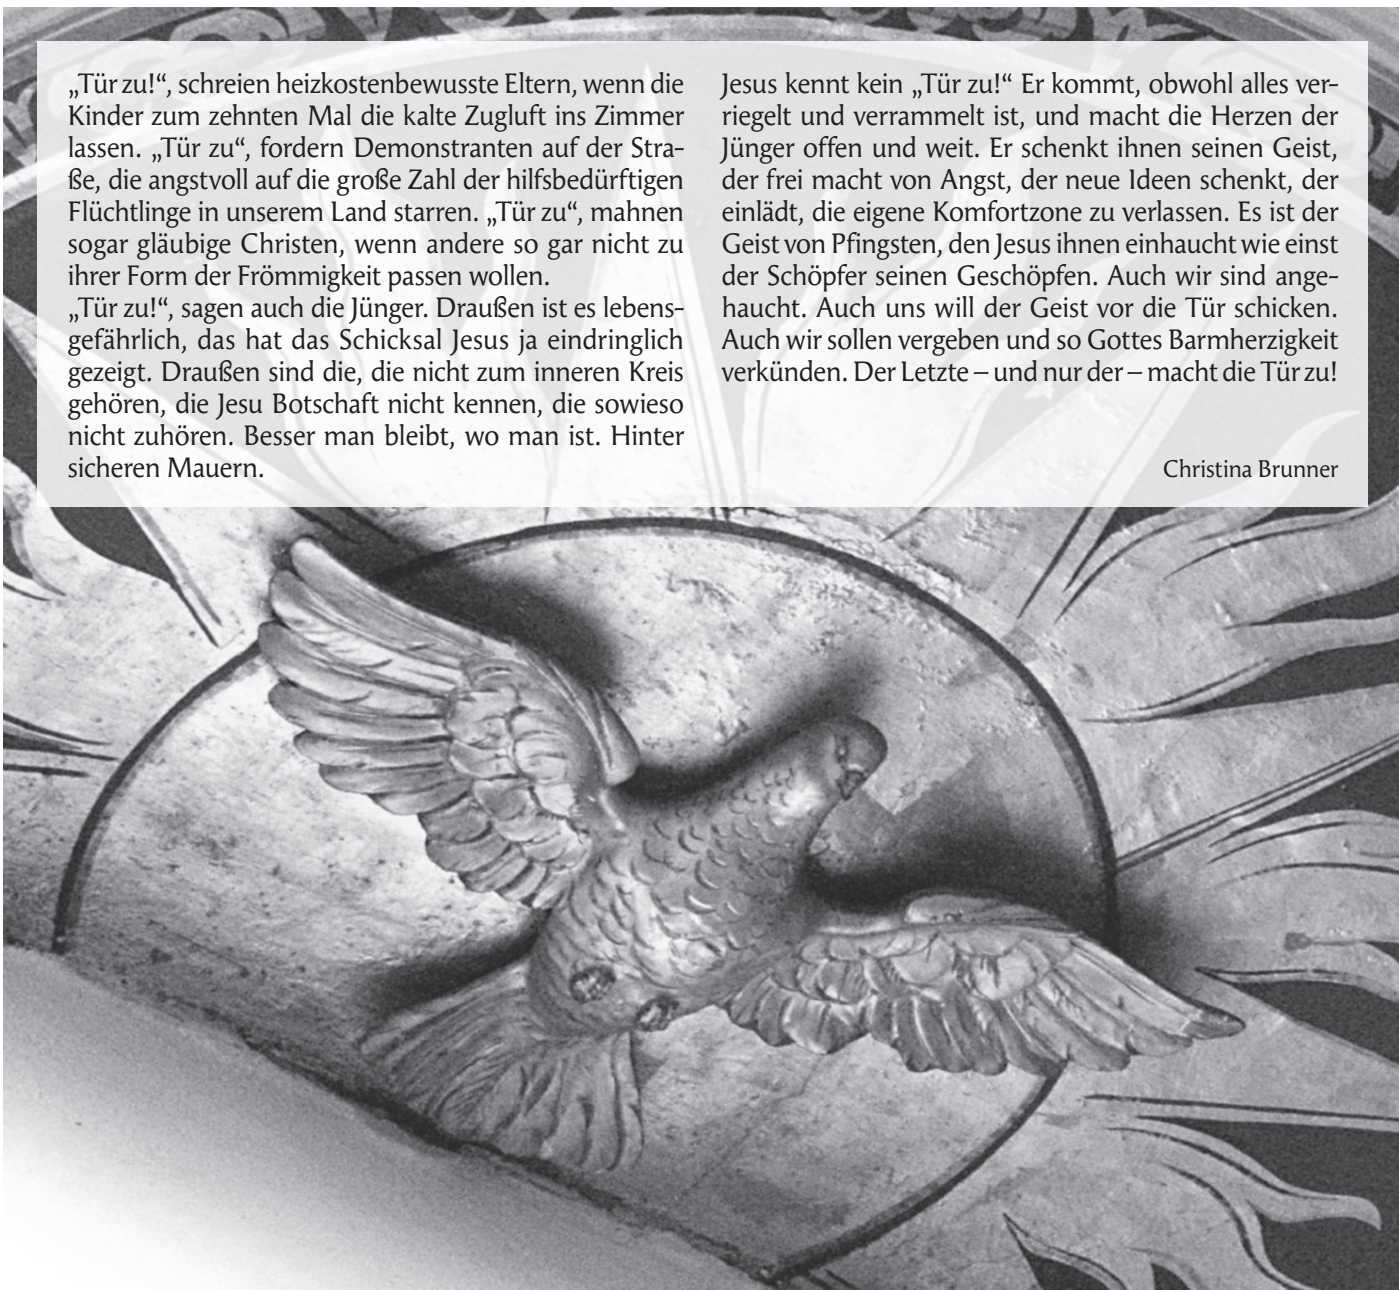 „Tür zu!“, schreien heizkostenbewusste Eltern, wenn die
Kinder zum zehnten Mal die kalte Zugluft ins Zimmer
lassen. „Tür zu“, fordern Demonstranten auf der Stra-
ße, die angstvoll auf die große Zahl der hilfsbedürftigen
Flüchtlinge in unserem Land starren. „Tür zu“, mahnen
sogar gläubige Christen, wenn andere so gar nicht zu
ihrer Form der Frömmigkeit passen wollen.
„Tür zu!“, sagen auch die Jünger. Draußen ist es lebens-
gefährlich, das hat das Schicksal Jesus ja eindringlich
gezeigt. Draußen sind die, die nicht zum inneren Kreis
gehören, die Jesu Botschaft nicht kennen, die sowieso
nicht zuhören. Besser man bleibt, wo man ist. Hinter
sicheren Mauern.
Jesus kennt kein „Tür zu!“ Er kommt, obwohl alles ver-
riegelt und verrammelt ist, und macht die Herzen der
Jünger offen und weit. Er schenkt ihnen seinen Geist,
der frei macht von Angst, der neue Ideen schenkt, der
einlädt, die eigene Komfortzone zu verlassen. Es ist der
Geist von Pfingsten, den Jesus ihnen einhaucht wie einst
der Schöpfer seinen Geschöpfen. Auch wir sind ange-
haucht. Auch uns will der Geist vor die Tür schicken.
Auch wir sollen vergeben und so Gottes Barmherzigkeit
verkünden. Der Letzte – und nur der – macht die Tür zu!
Christina Brunner